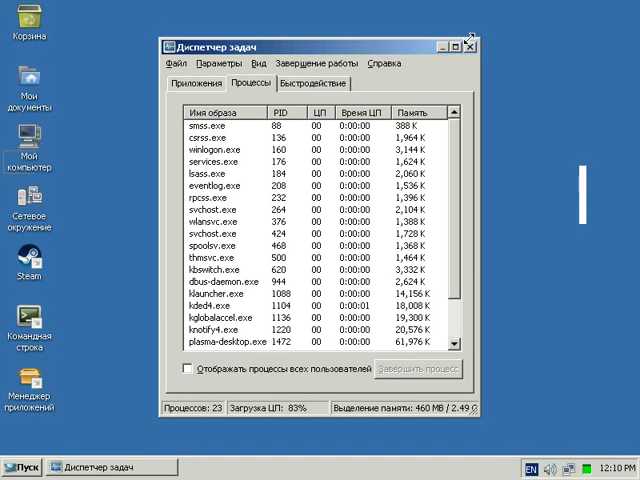 Корзина
Мои
документы
Мой
компьютер
Сетевое
окружение
Steam
Командная
строка
Менеджер
приложений
Диспетчер задач
Файл Параметры Вид Завершение работы Справка
Приложения Процессы Быстродействие
Имя образа PID ЦП Время ЦП Память
smss.exe 88 00 0:00:00 388 K
csrss.exe 136 00 0:00:00 1,964 K
winlogon.exe 160 00 0:00:00 3,144 K
services.exe 176 00 0:00:00 1,624 K
lsass.exe 184 00 0:00:00 2,060 K
eventlog.exe 208 00 0:00:00 1,536 K
rpcss.exe 232 00 0:00:00 1,396 K
svchost.exe 264 00 0:00:00 2,104 K
wlansvc.exe 376 00 0:00:00 1,388 K
svchost.exe 424 00 0:00:00 1,728 K
spoolsv.exe 468 00 0:00:00 1,368 K
thmsvc.exe 500 00 0:00:00 1,464 K
kbswitch.exe 620 00 0:00:00 3,332 K
dbus-daemon.exe 944 00 0:00:00 2,624 K
klauncher.exe 1088 00 0:00:00 14,156 K
kded4.exe 1104 00 0:00:01 18,008 K
kglobalaccel.exe 1136 00 0:00:00 19,300 K
knotify4.exe 1220 00 0:00:00 20,576 K
plasma-desktop.exe 1472 00 0:00:00 61,976 K
Отображать процессы всех пользователей Завершить процесс
Процессов: 23 Загрузка ЦП: 83% Выделение памяти: 460 MB / 2.49 G
Пуск Диспетчер задач EN 12:10 PM